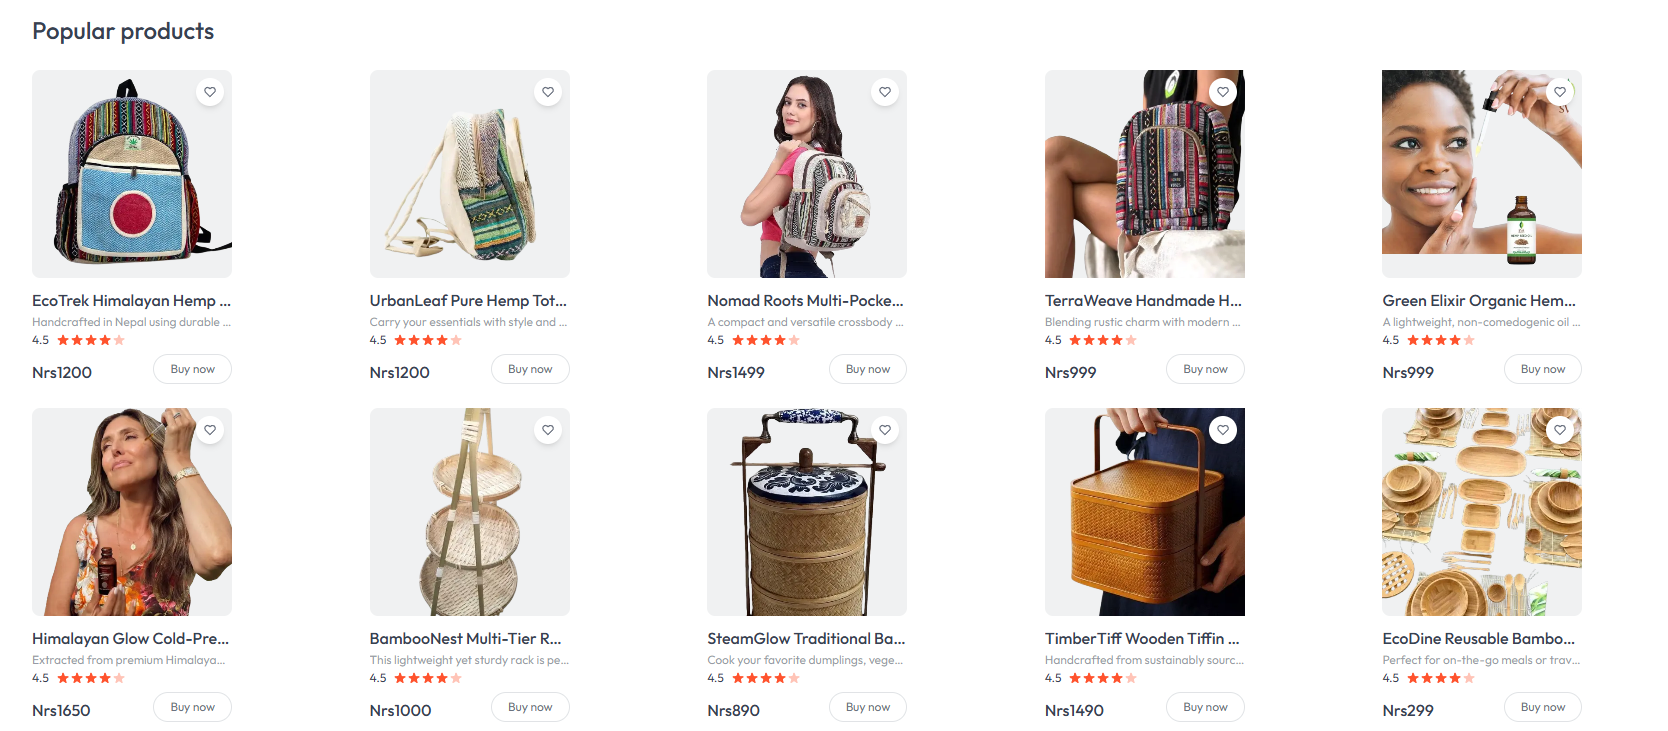 Popular products
EcoTrek Himalayan Hemp ...
Handcrafted in Nepal using durable ...
4.5
Nrs1200
Buy now
UrbanLeaf Pure Hemp Tot...
Carry your essentials with style and ...
4.5
Nrs1200
Buy now
Nomad Roots Multi-Pocke...
A compact and versatile crossbody ...
4.5
Nrs1499
Buy now
TerraWeave Handmade H...
Blending rustic charm with modern ...
4.5
Nrs999
Buy now
Green Elixir Organic Hem...
A lightweight, non-comedogenic oil ...
4.5
Nrs999
Buy now
Himalayan Glow Cold-Pre...
Extracted from premium Himalaya...
4.5
Nrs1650
Buy now
BambooNest Multi-Tier R...
This lightweight yet sturdy rack is pe...
4.5
Nrs1000
Buy now
SteamGlow Traditional Ba...
Cook your favorite dumplings, vege...
4.5
Nrs890
Buy now
TimberTiff Wooden Tiffin ...
Handcrafted from sustainably sourc...
4.5
Nrs1490
Buy now
EcoDine Reusable Bambo...
Perfect for on-the-go meals or trav...
4.5
Nrs299
Buy now